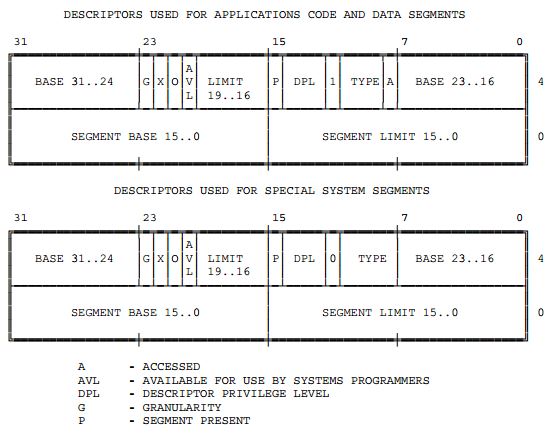 DESCRIPTORS USED FOR APPLICATIONS CODE AND DATA SEGMENTS
31 23 15 7 0
BASE 31..24 G X O AVL LIMIT 19..16 P DPL 1 TYPE A BASE 23..16 4
SEGMENT BASE 15..0 SEGMENT LIMIT 15..0 0
DESCRIPTORS USED FOR SPECIAL SYSTEM SEGMENTS
31 23 15 7 0
BASE 31..24 G X O AVL LIMIT 19..16 P DPL 0 TYPE BASE 23..16 4
SEGMENT BASE 15..0 SEGMENT LIMIT 15..0 0
A - ACCESSED
AVL - AVAILABLE FOR USE BY SYSTEMS PROGRAMMERS
DPL - DESCRIPTOR PRIVILEGE LEVEL
G - GRANULARITY
P - SEGMENT PRESENT